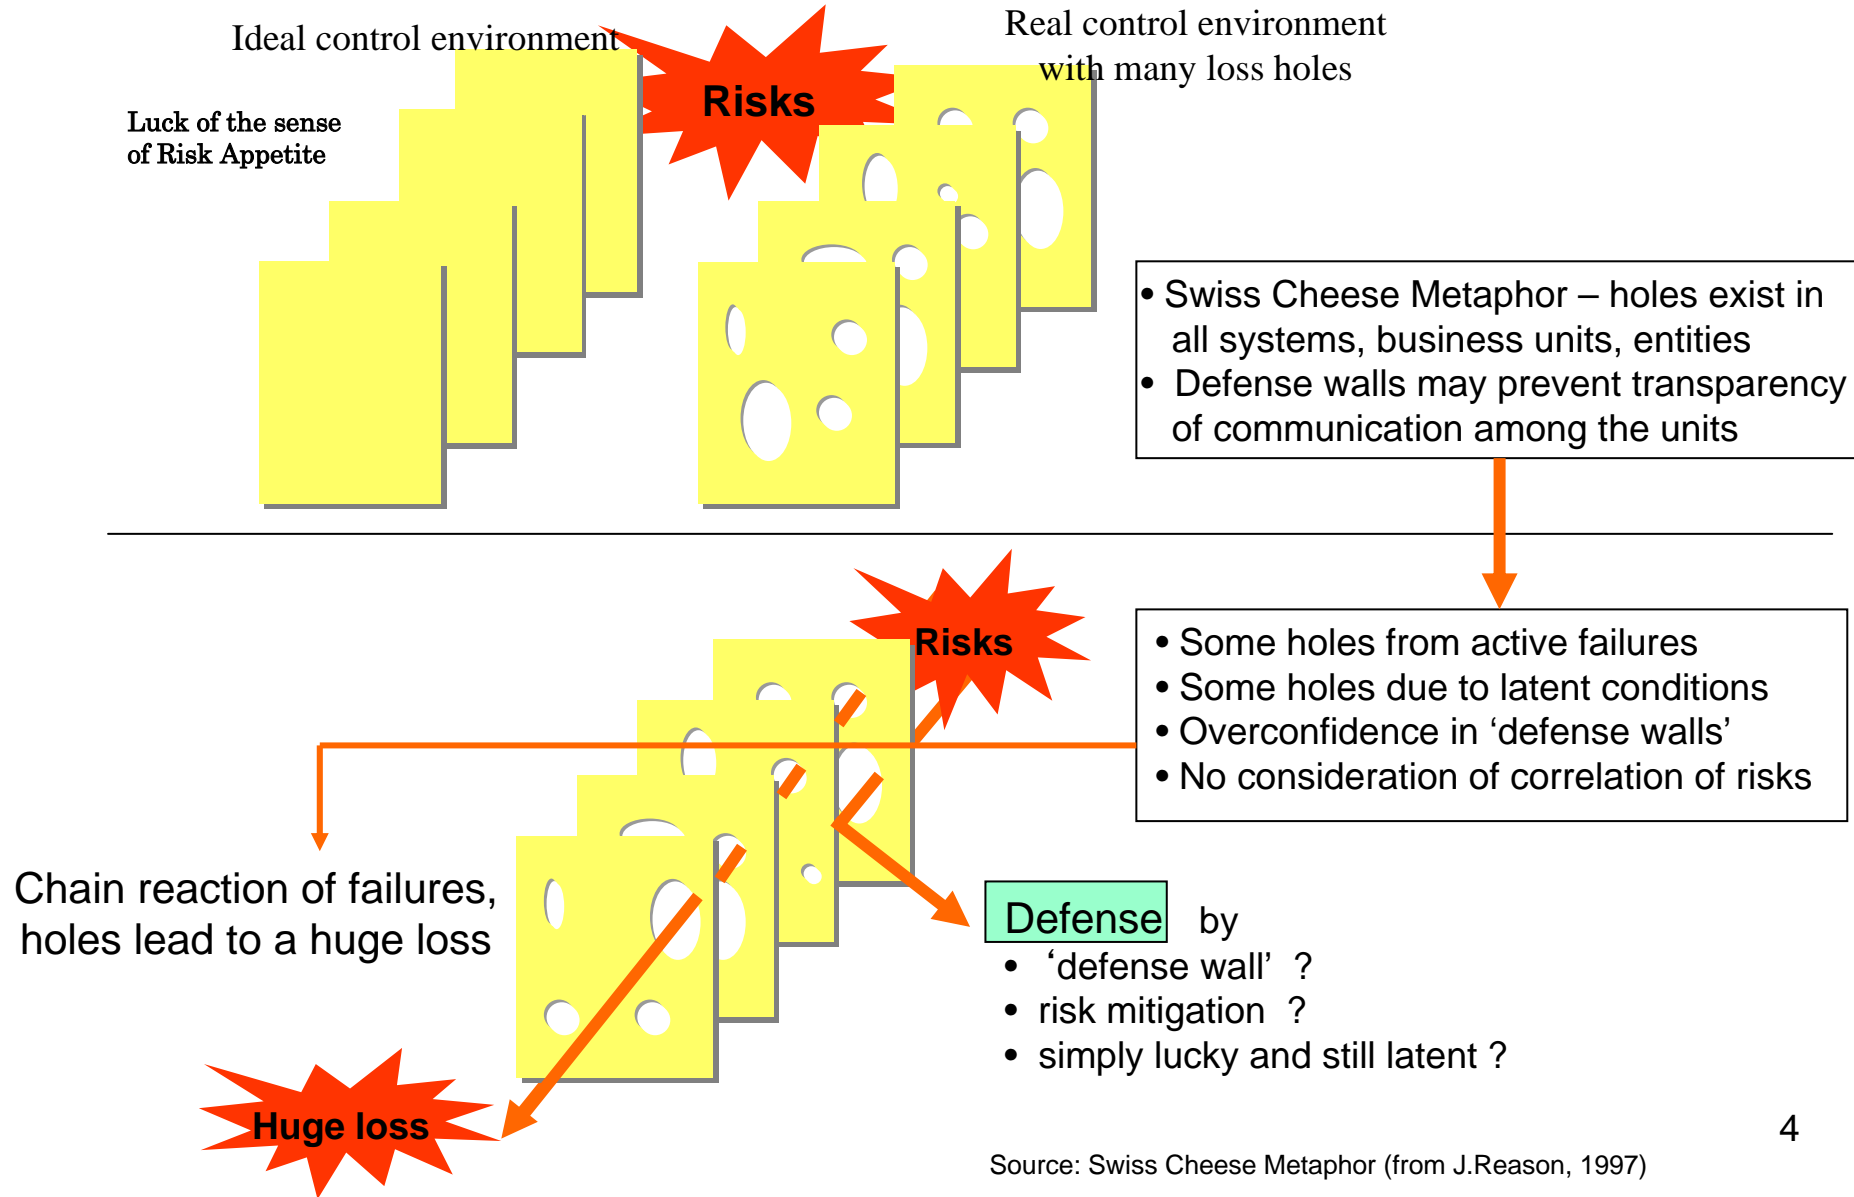 Ideal control environment
Real control environment
with many loss holes
Risks
Luck of the sense
of Risk Appetite
• Swiss Cheese Metaphor – holes exist in
all systems, business units, entities
• Defense walls may prevent transparency
of communication among the units
Risks
• Some holes from active failures
• Some holes due to latent conditions
• Overconfidence in ‘defense walls’
• No consideration of correlation of risks
Chain reaction of failures,
holes lead to a huge loss
Defense by
• ‘defense wall’ ?
• risk mitigation ?
• simply lucky and still latent ?
Huge loss
4
Source: Swiss Cheese Metaphor (from J.Reason, 1997)